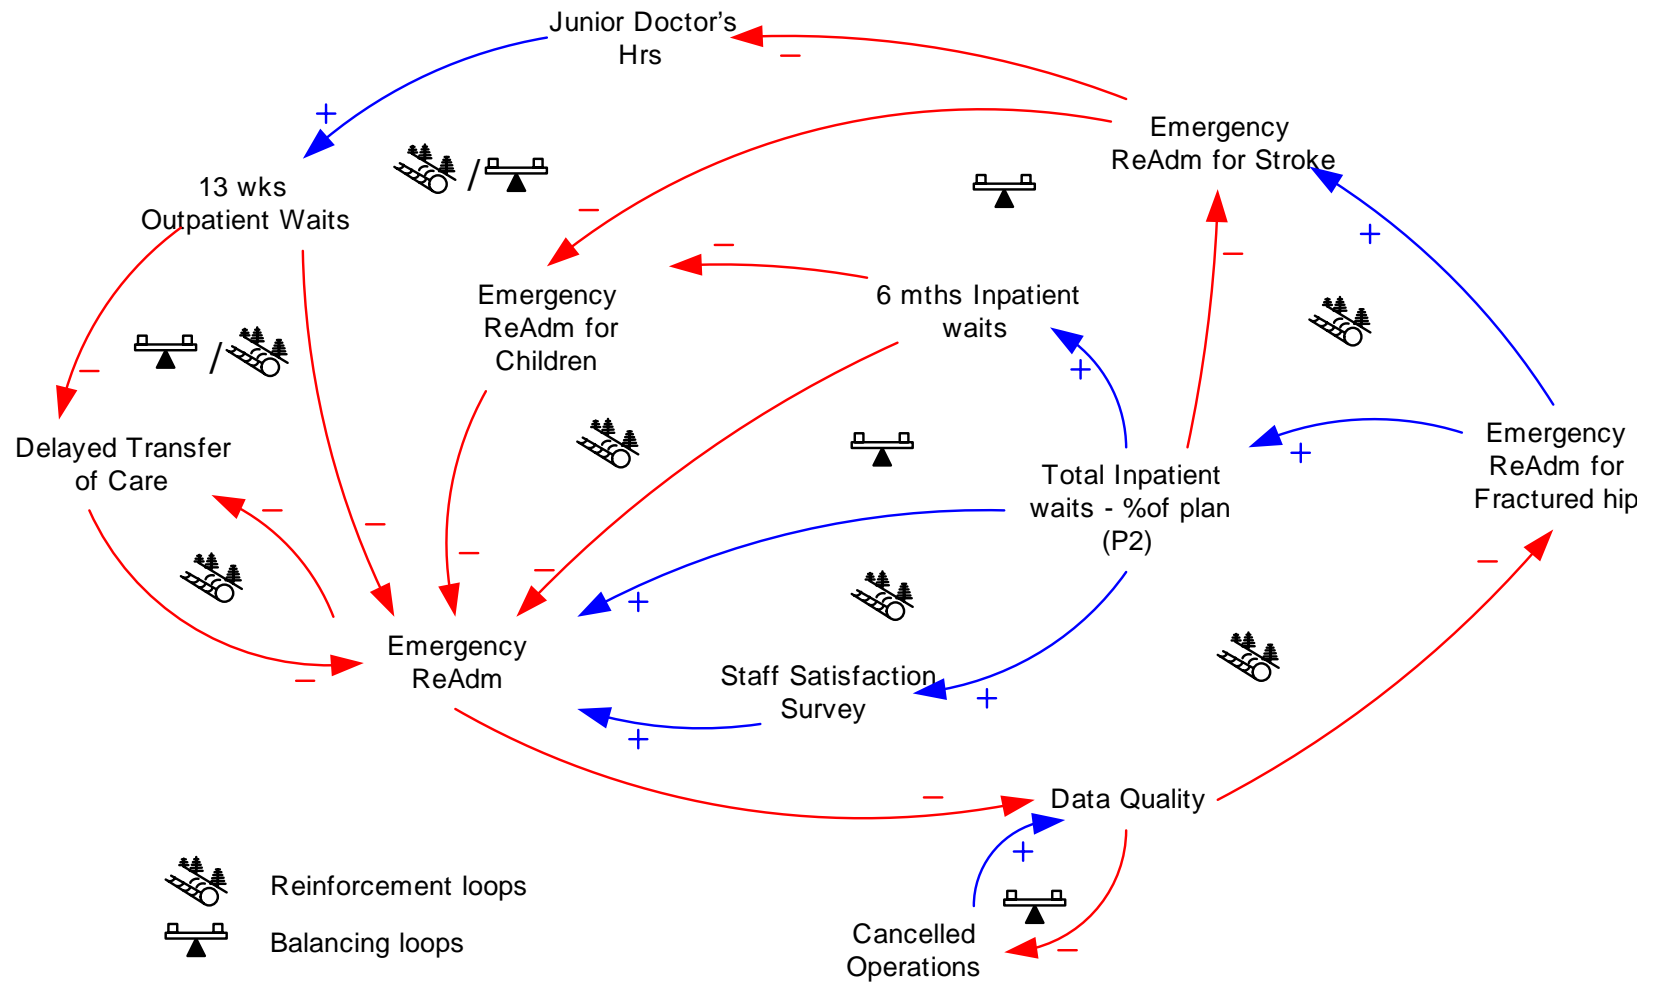 Junior Doctor's
Hrs
−
+
Emergency
ReAdm for Stroke
13 wks
Outpatient Waits
/
−
−
+
−
Emergency
ReAdm for
Children
6 mths Inpatient
waits
+
−
/
Delayed Transfer
of Care
Total Inpatient
waits - %of plan
(P2)
+
Emergency
ReAdm for
Fractured hip
−
−
−
−
−
+
Emergency
ReAdm
−
Staff Satisfaction
Survey
+
+
−
Data Quality
+
Reinforcement loops
Balancing loops
Cancelled
Operations
−